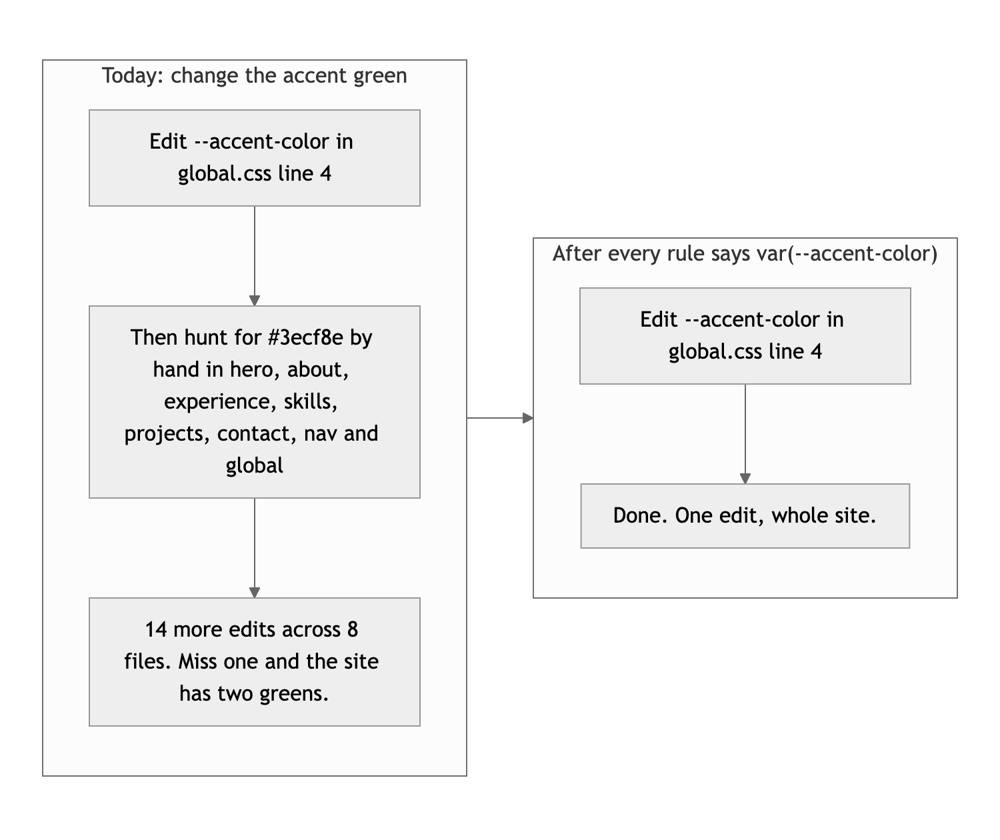 Today: change the accent green
Edit --accent-color in
global.css line 4
Then hunt for #3ecf8e by
hand in hero, about,
experience, skills,
projects, contact, nav and
global
14 more edits across 8
files. Miss one and the site
has two greens.
After every rule says var(--accent-color)
Edit --accent-color in
global.css line 4
Done. One edit, whole site.